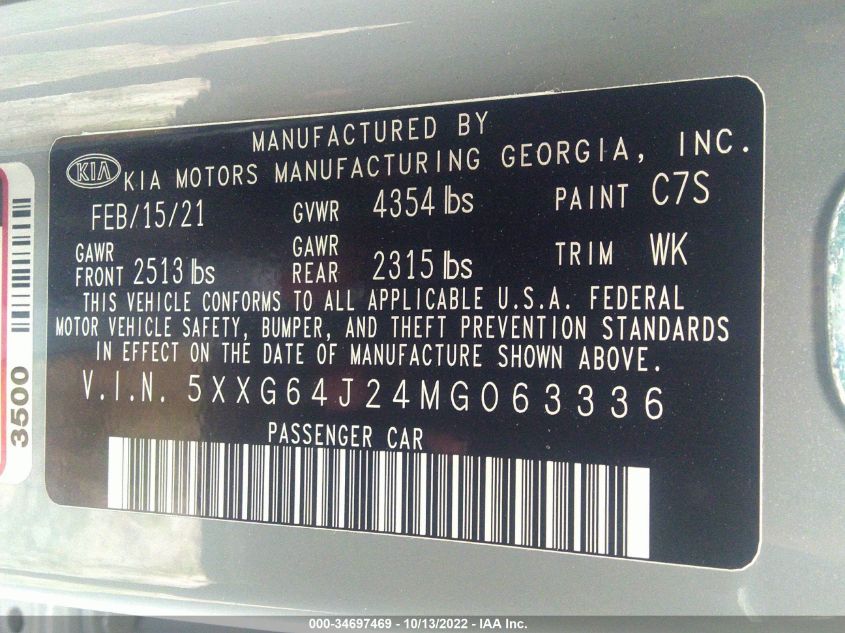 MANUFACTURED BY
KIA KIA MOTORS MANUFACTURING GEORGIA, INC.
FEB/15/21 GVWR 4354 lbs PAINT C7S
GAWR FRONT 2513 lbs GAWR REAR 2315 lbs TRIM WK
THIS VEHICLE CONFORMS TO ALL APPLICABLE U.S.A. FEDERAL
MOTOR VEHICLE SAFETY, BUMPER, AND THEFT PREVENTION STANDARDS
IN EFFECT ON THE DATE OF MANUFACTURE SHOWN ABOVE.
V.I.N. 5XXG64J24MG063336
PASSENGER CAR
3500
000-34697469 - 10/13/2022 - IAA Inc.